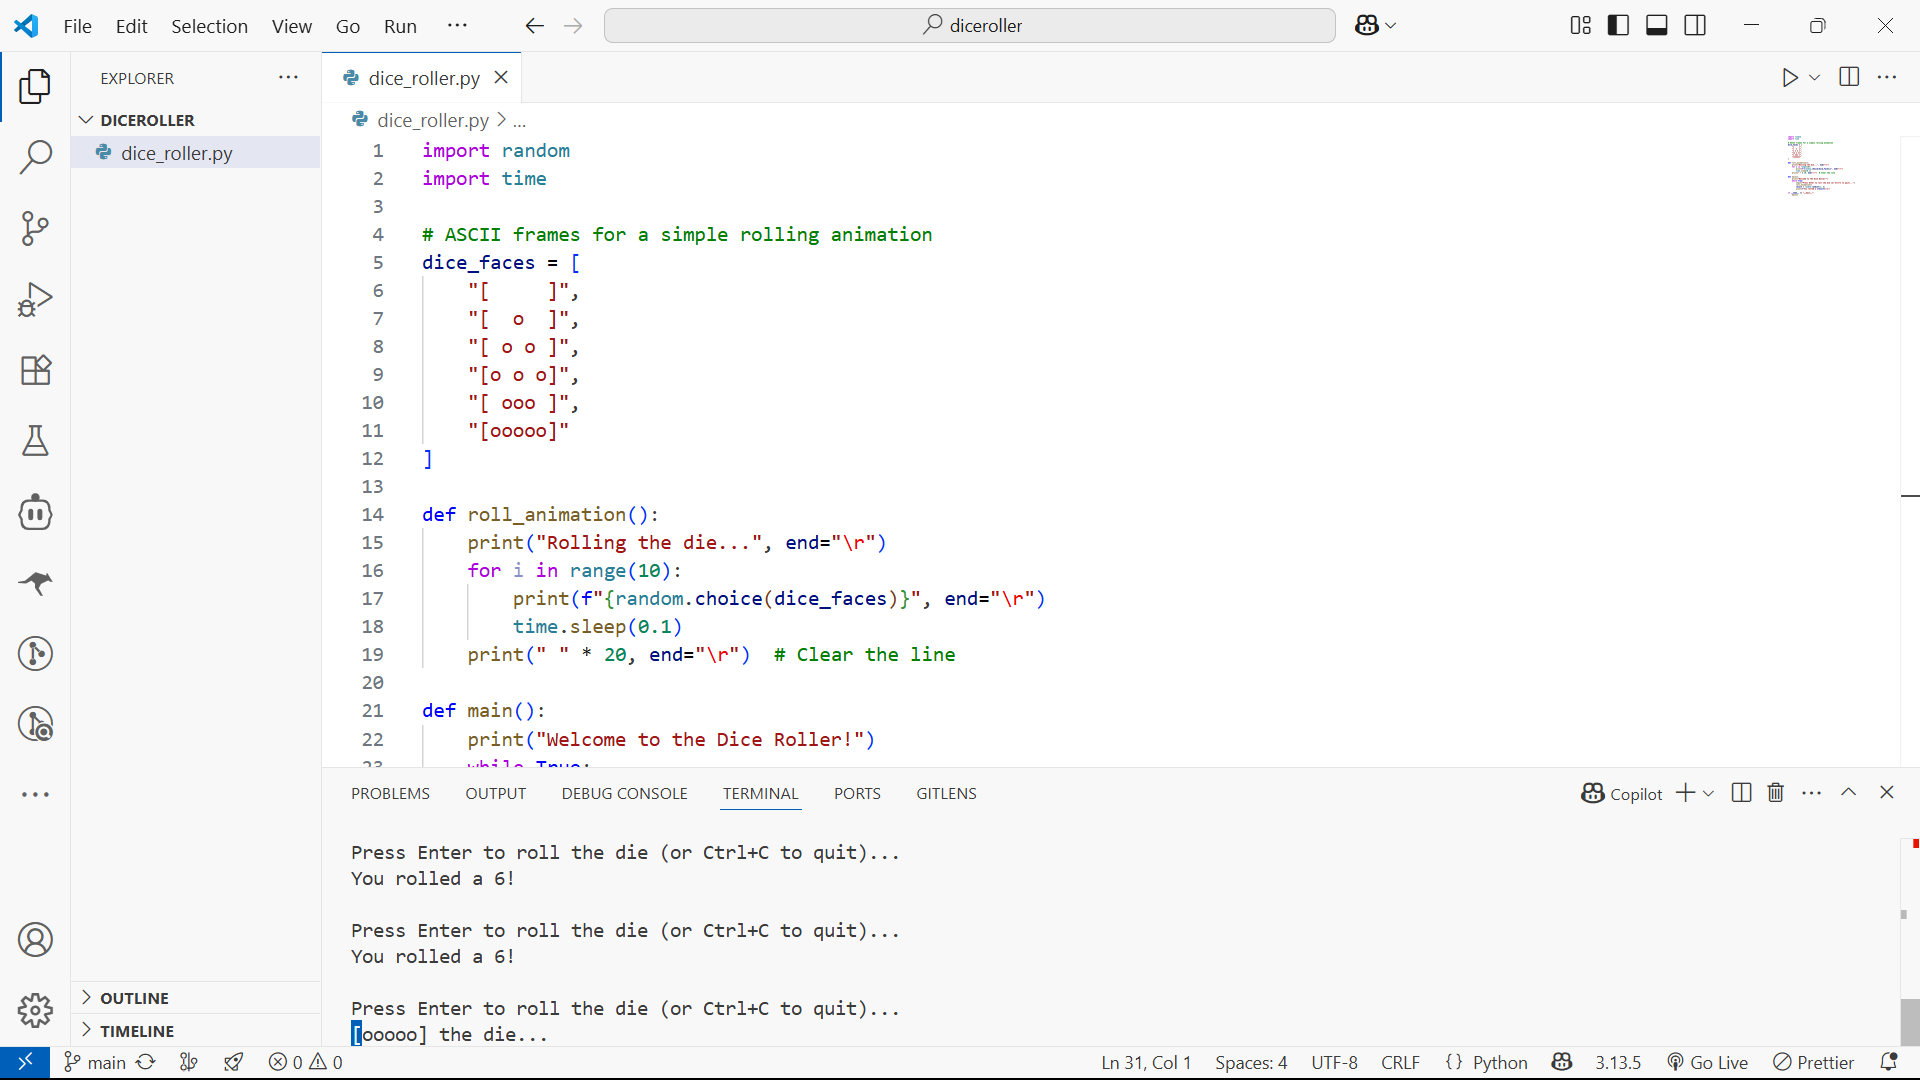 File Edit Selection View Go Run ... diceroller
EXPLORER ...
DICEROLLER
dice_roller.py
OUTLINE
TIMELINE
dice_roller.py
dice_roller.py > ...
1 import random
2 import time
3
4 # ASCII frames for a simple rolling animation
5 dice_faces = [
6     "[     ]",
7     "[  o  ]",
8     "[ o o ]",
9     "[o o o]",
10     "[ ooo ]",
11     "[ooooo]"
12 ]
13
14 def roll_animation():
15     print("Rolling the die...", end="\r")
16     for i in range(10):
17         print(f"{random.choice(dice_faces)}", end="\r")
18         time.sleep(0.1)
19     print(" " * 20, end="\r")  # Clear the line
20
21 def main():
22     print("Welcome to the Dice Roller!")
23     while True:
PROBLEMS OUTPUT DEBUG CONSOLE TERMINAL PORTS GITLENS Copilot
Press Enter to roll the die (or Ctrl+C to quit)...
You rolled a 6!
Press Enter to roll the die (or Ctrl+C to quit)...
You rolled a 6!
Press Enter to roll the die (or Ctrl+C to quit)...
[ooooo] the die...
main 0 0 Ln 31, Col 1 Spaces: 4 UTF-8 CRLF {} Python 3.13.5 Go Live Prettier